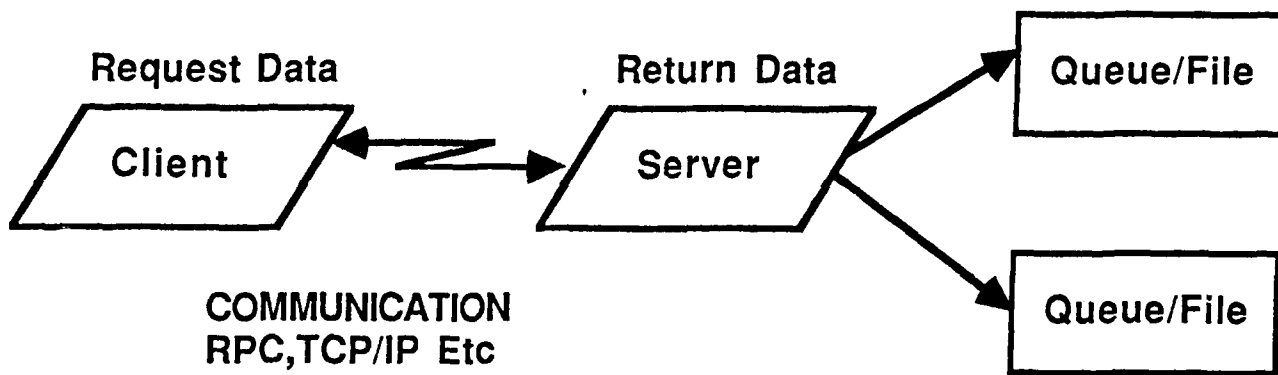 Request Data
Client
Return Data
Server
Queue/File
Queue/File
COMMUNICATION
RPC,TCP/IP Etc